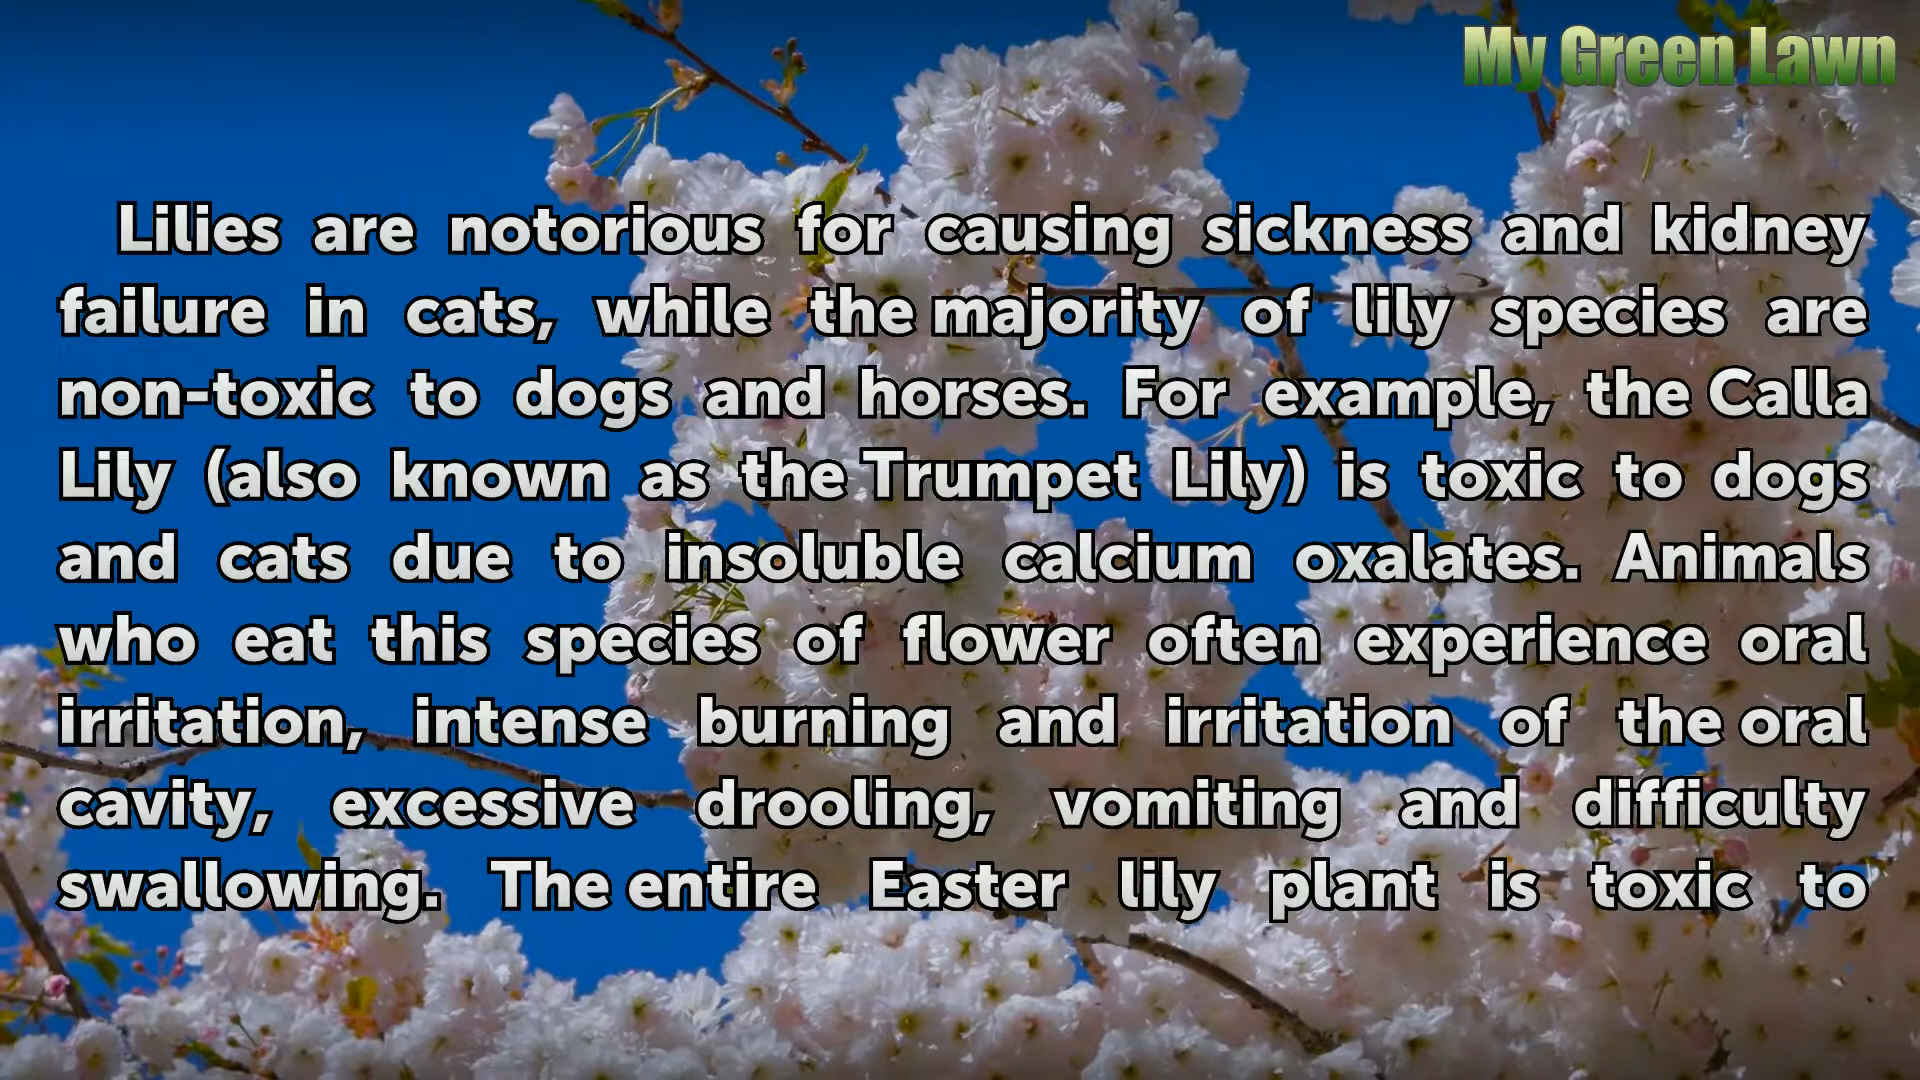 My Green Lawn
Lilies are notorious for causing sickness and kidney
failure in cats, while the majority of lily species are
non-toxic to dogs and horses. For example, the Calla
Lily (also known as the Trumpet Lily) is toxic to dogs
and cats due to insoluble calcium oxalates. Animals
who eat this species of flower often experience oral
irritation, intense burning and irritation of the oral
cavity, excessive drooling, vomiting and difficulty
swallowing. The entire Easter lily plant is toxic to